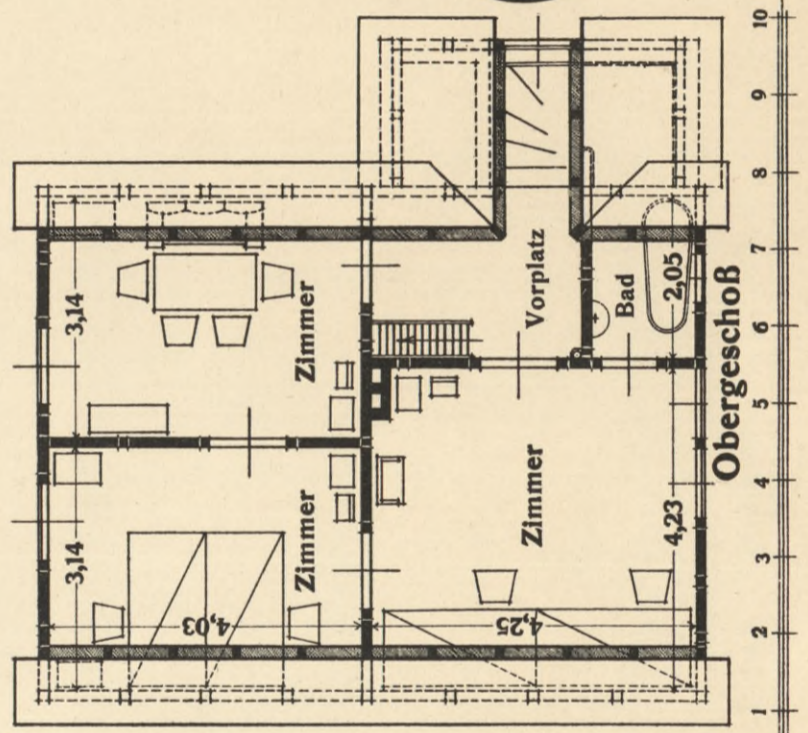 3,14
Zimmer
3,14
Zimmer
4,03
Vorplatz
Bad
2,05
Zimmer
4,23
4,25
Obergeschoß
1 2 3 4 5 6 7 8 9 10